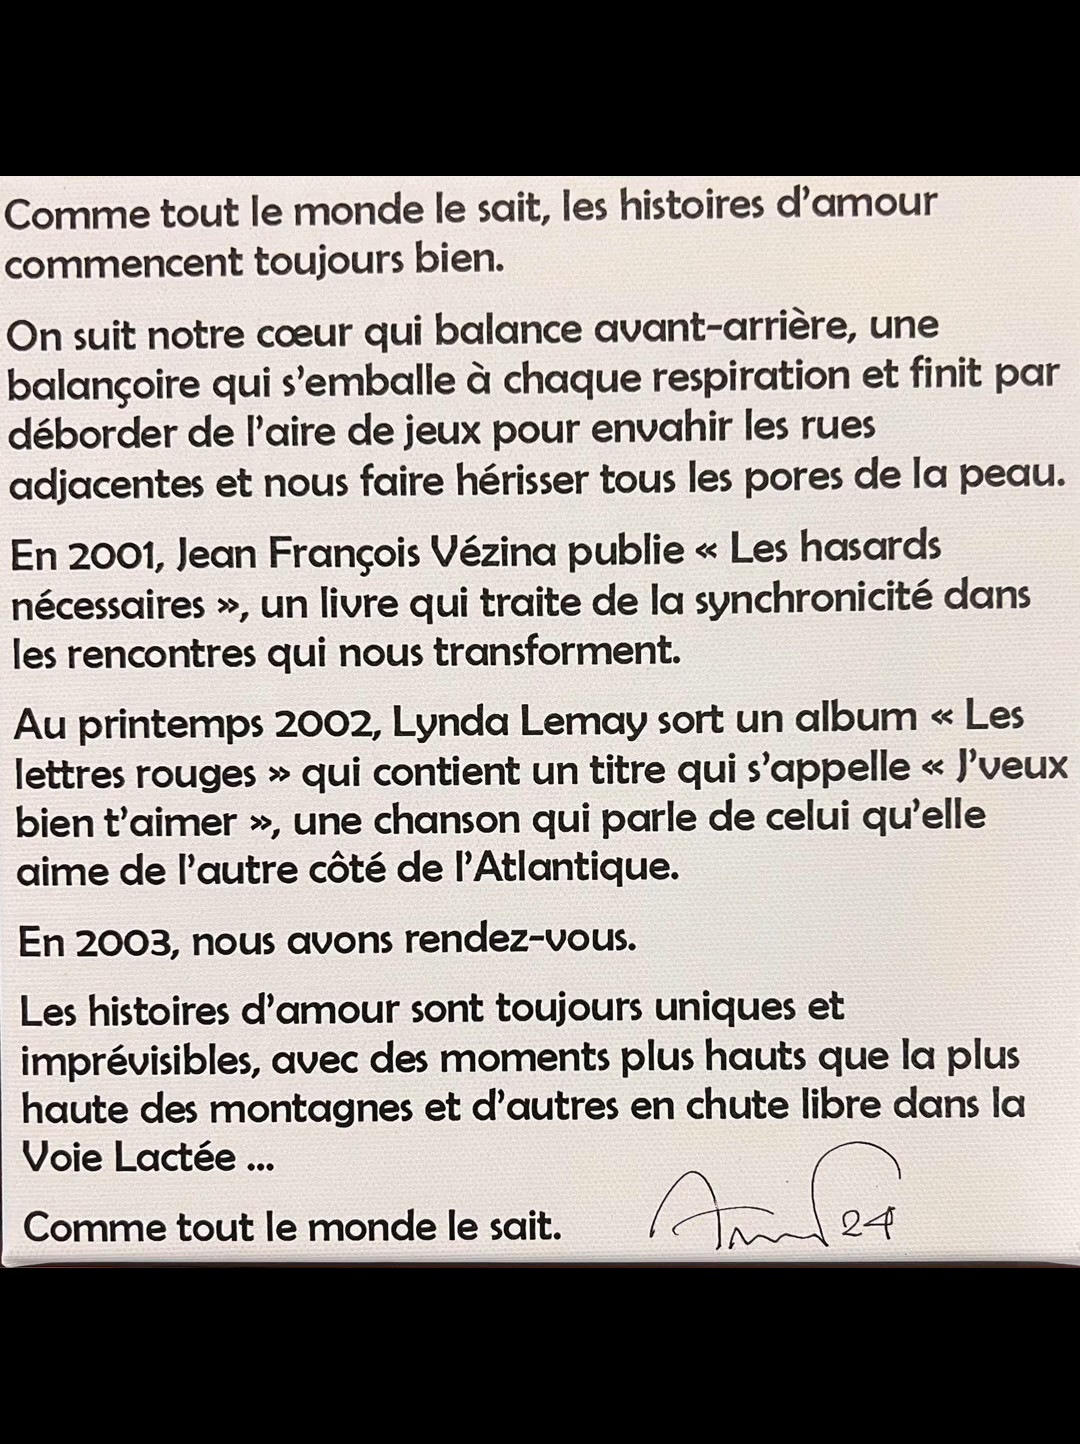 Comme tout le monde le sait, les histoires d'amour
commencent toujours bien.
On suit notre cœur qui balance avant-arrière, une
balançoire qui s'emballe à chaque respiration et finit par
déborder de l'aire de jeux pour envahir les rues
adjacentes et nous faire hérisser tous les pores de la peau.
En 2001, Jean François Vézina publie « Les hasards
nécessaires », un livre qui traite de la synchronicité dans
les rencontres qui nous transforment.
Au printemps 2002, Lynda Lemay sort un album « Les
lettres rouges » qui contient un titre qui s'appelle « J'veux
bien t'aimer », une chanson qui parle de celui qu'elle
aime de l'autre côté de l'Atlantique.
En 2003, nous avons rendez-vous.
Les histoires d'amour sont toujours uniques et
imprévisibles, avec des moments plus hauts que la plus
haute des montagnes et d'autres en chute libre dans la
Voie Lactée ...
Comme tout le monde le sait.
24